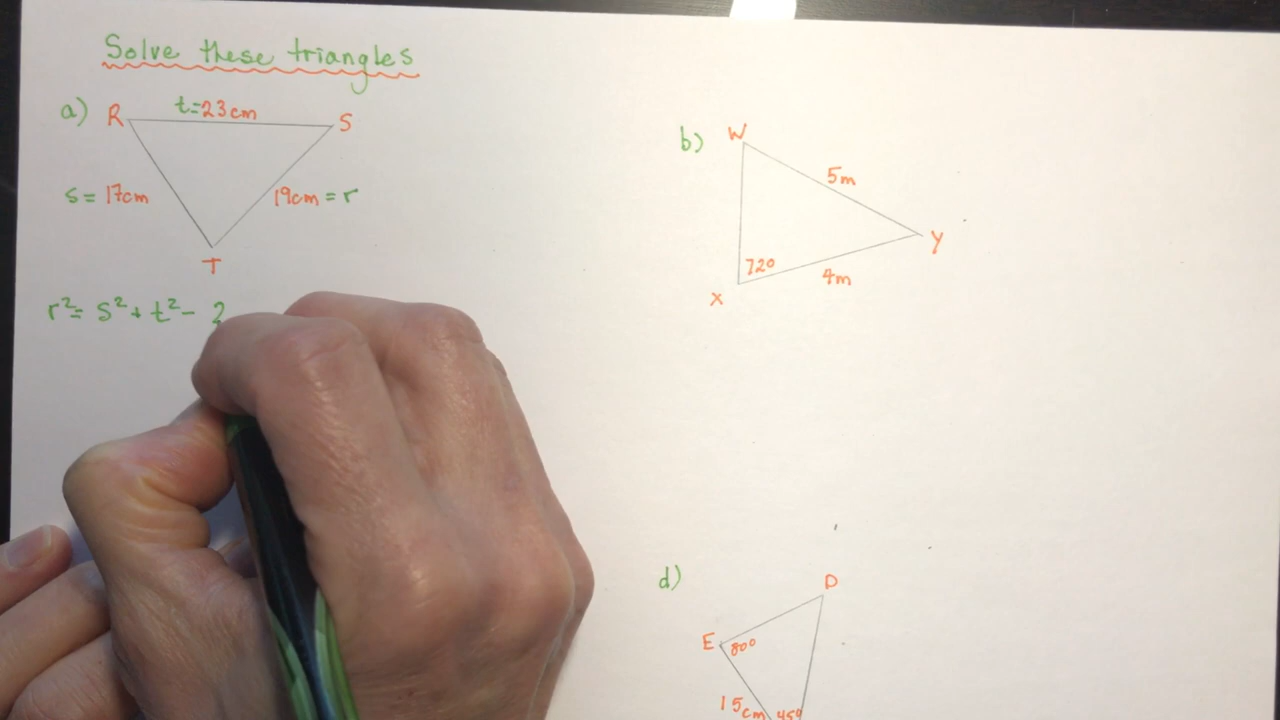 Solve these triangles
a) R t=23cm S
s = 17cm 19cm = r
T
r²= s²+ t²- 2
b) W
5m
Y
72°
4m
X
d) D
E 80°
15cm 45°